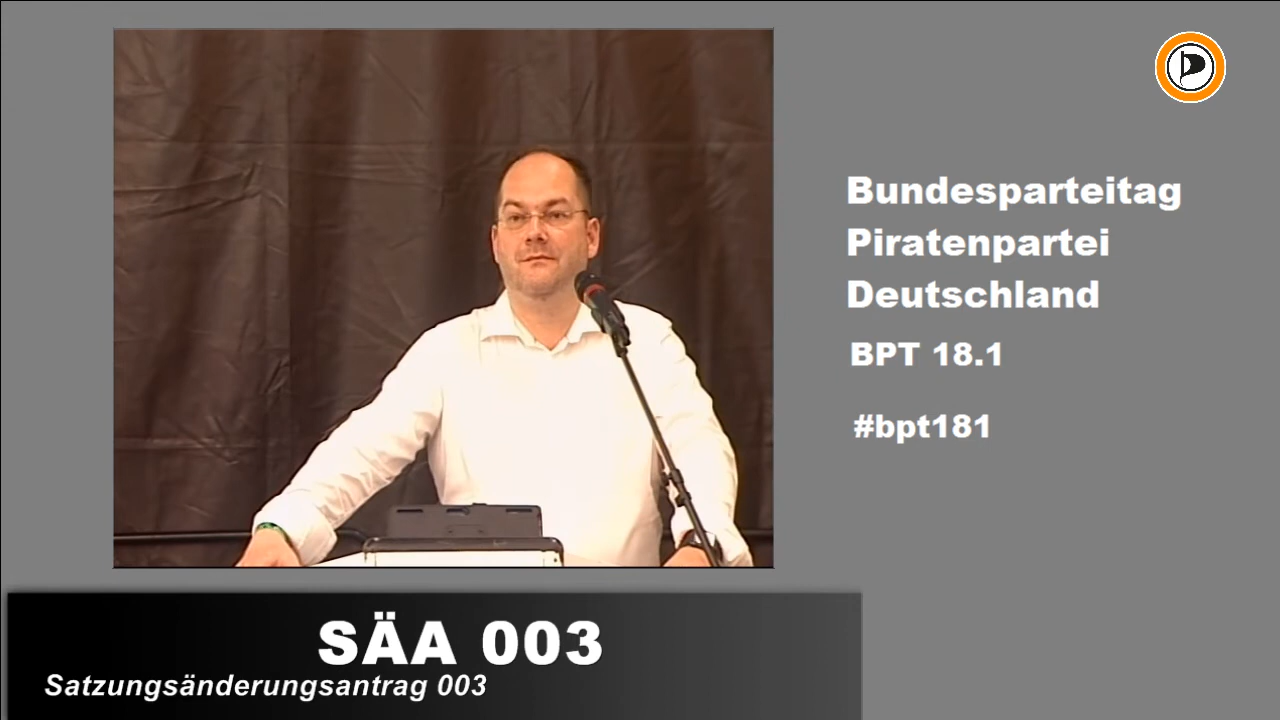 Bundesparteitag
Piratenpartei
Deutschland
BPT 18.1
#bpt181
SÄA 003
Satzungsänderungsantrag 003